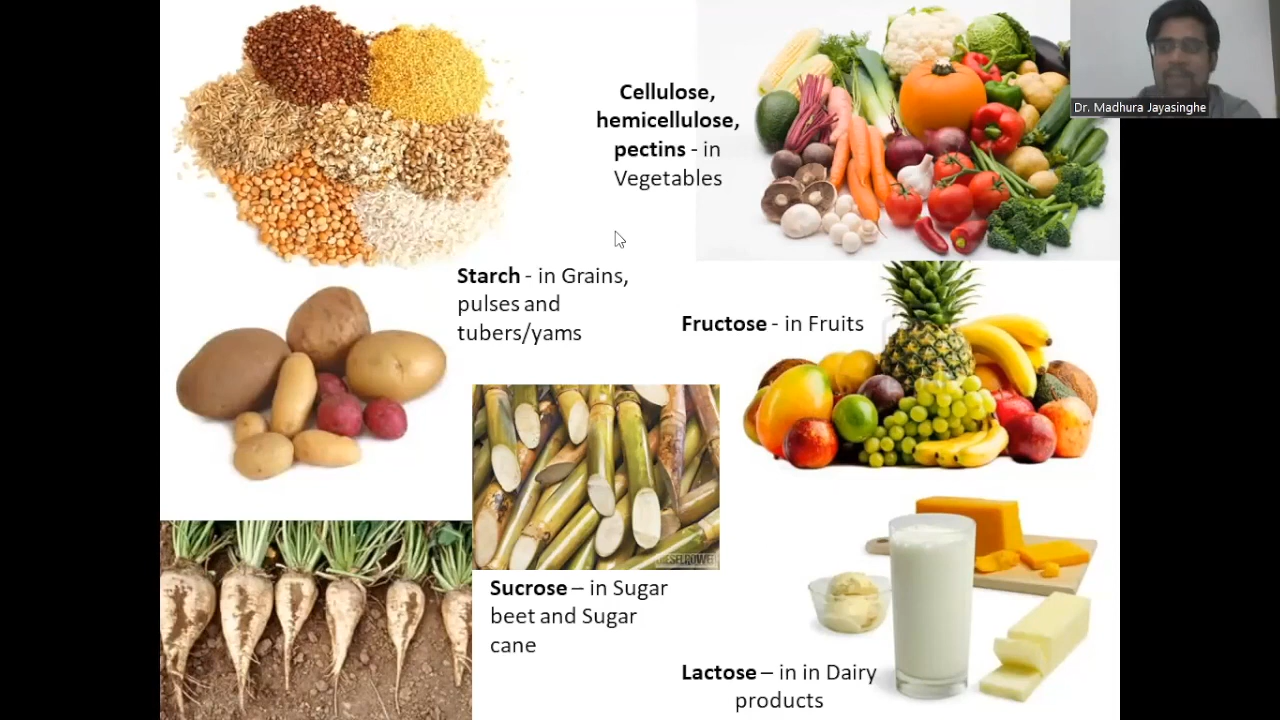 Cellulose,
hemicellulose,
pectins - in
Vegetables
Dr. Madhura Jayasinghe
Starch - in Grains,
pulses and
tubers/yams
Fructose - in Fruits
Sucrose – in Sugar
beet and Sugar
cane
Lactose – in in Dairy
products